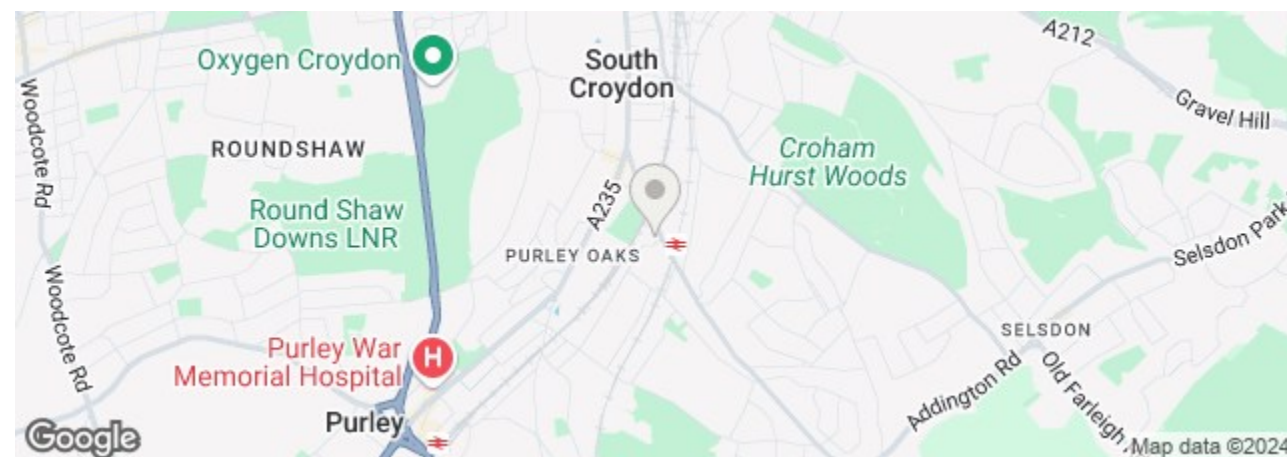 A212
Oxygen Croydon
South
Croydon
Woodcote Rd
Gravel Hill
ROUNDSHAW
Croham
Hurst Woods
A235
Round Shaw
Downs LNR
Selsdon Park
PURLEY OAKS
Woodcote Rd
SELSDON
Purley War
Memorial Hospital
H
Addington Rd
Old Farleigh
Purley
Google
Map data ©2024